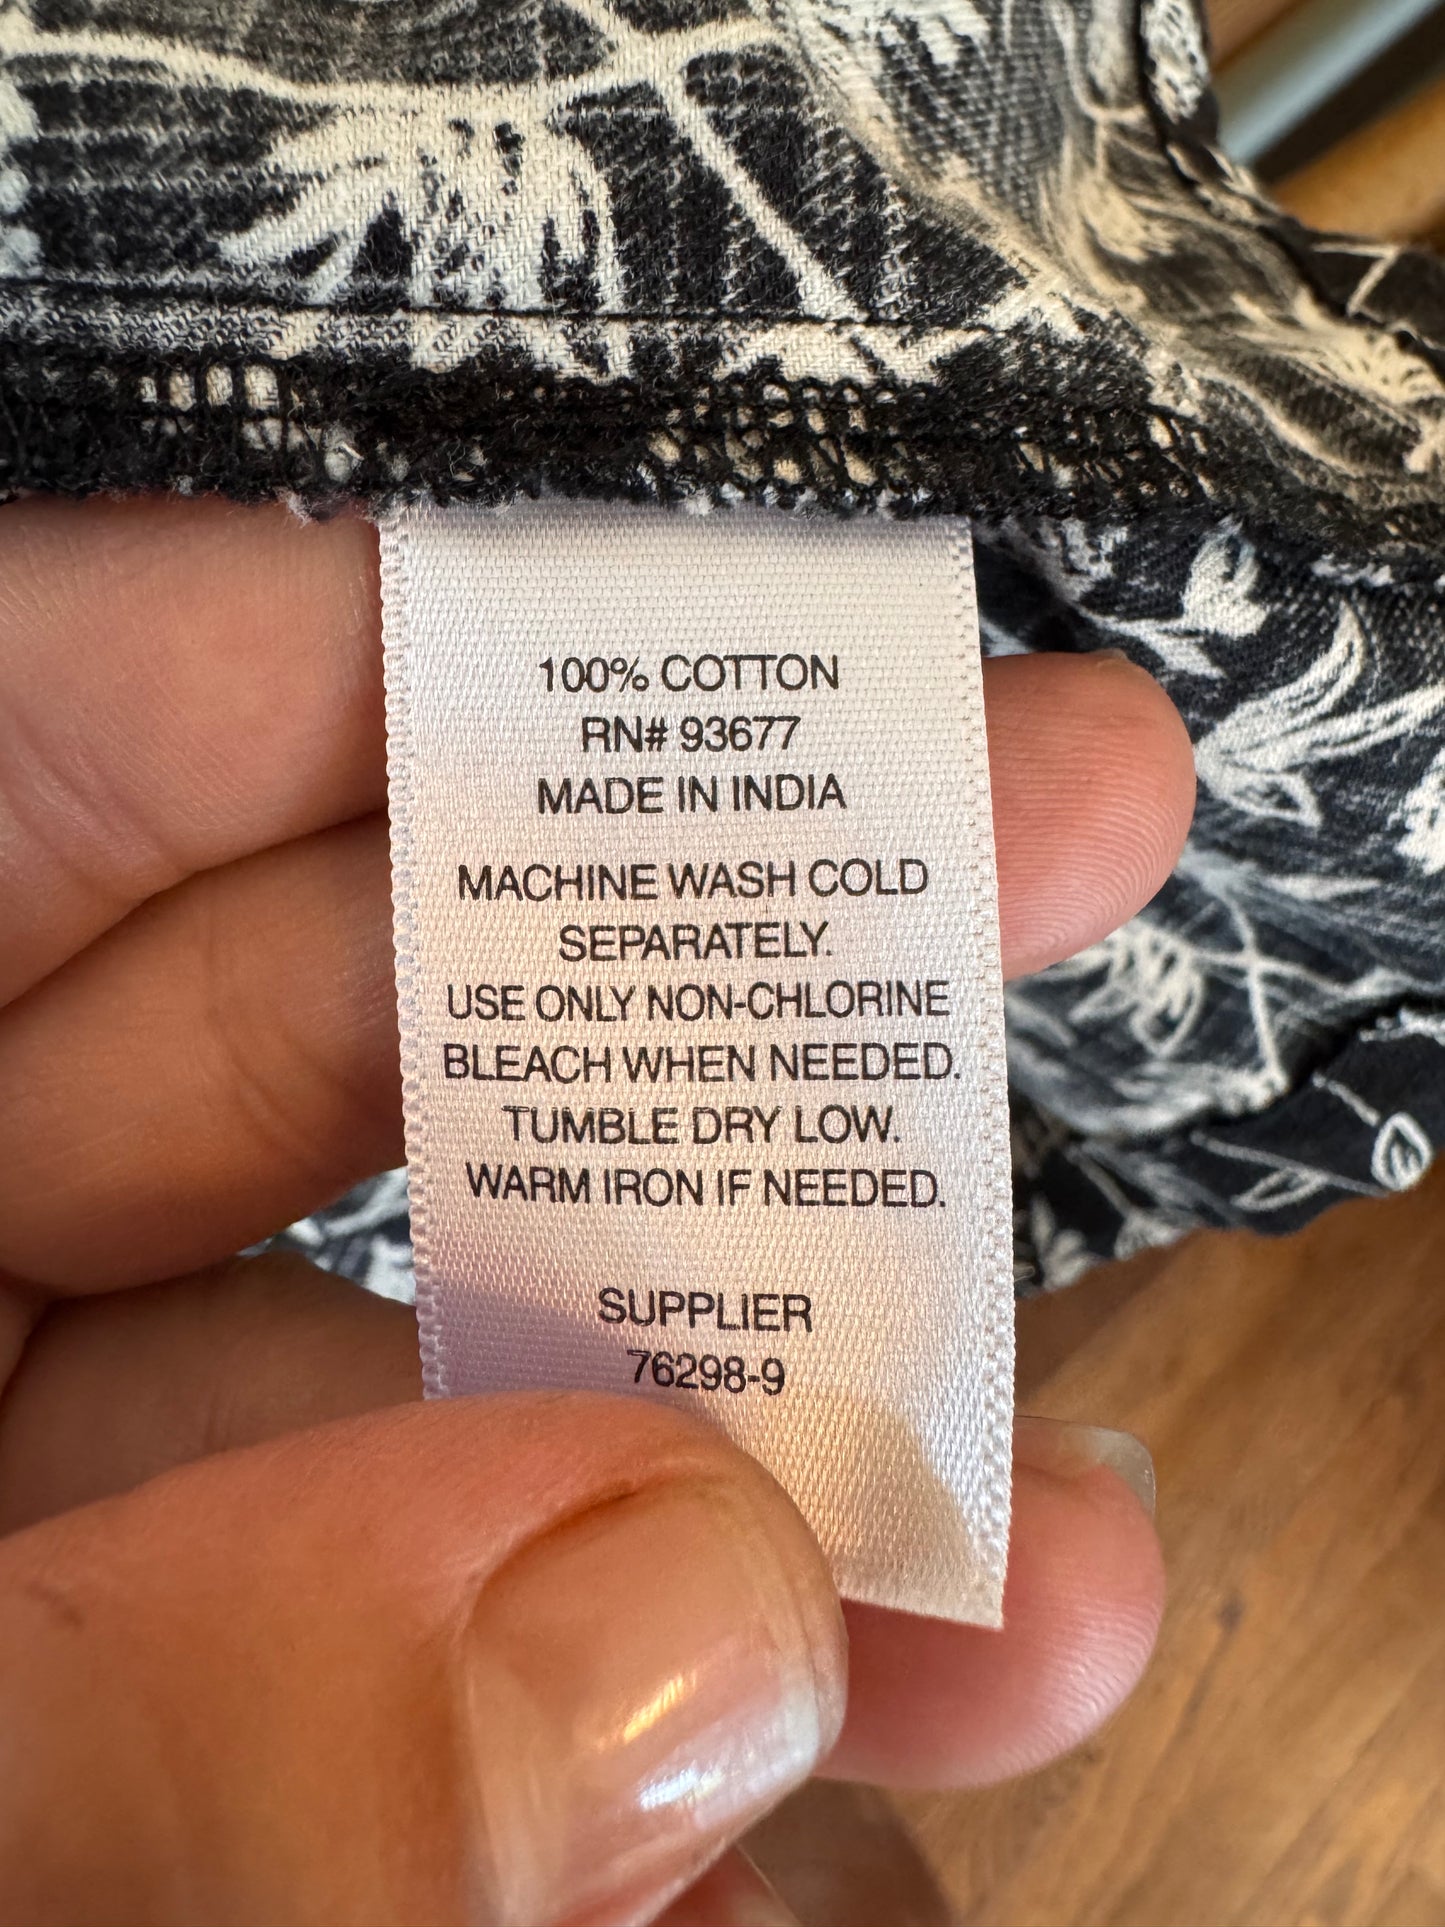 100% COTTON
RN# 93677
MADE IN INDIA
MACHINE WASH COLD
SEPARATELY.
USE ONLY NON-CHLORINE
BLEACH WHEN NEEDED.
TUMBLE DRY LOW.
WARM IRON IF NEEDED.
SUPPLIER
76298-9